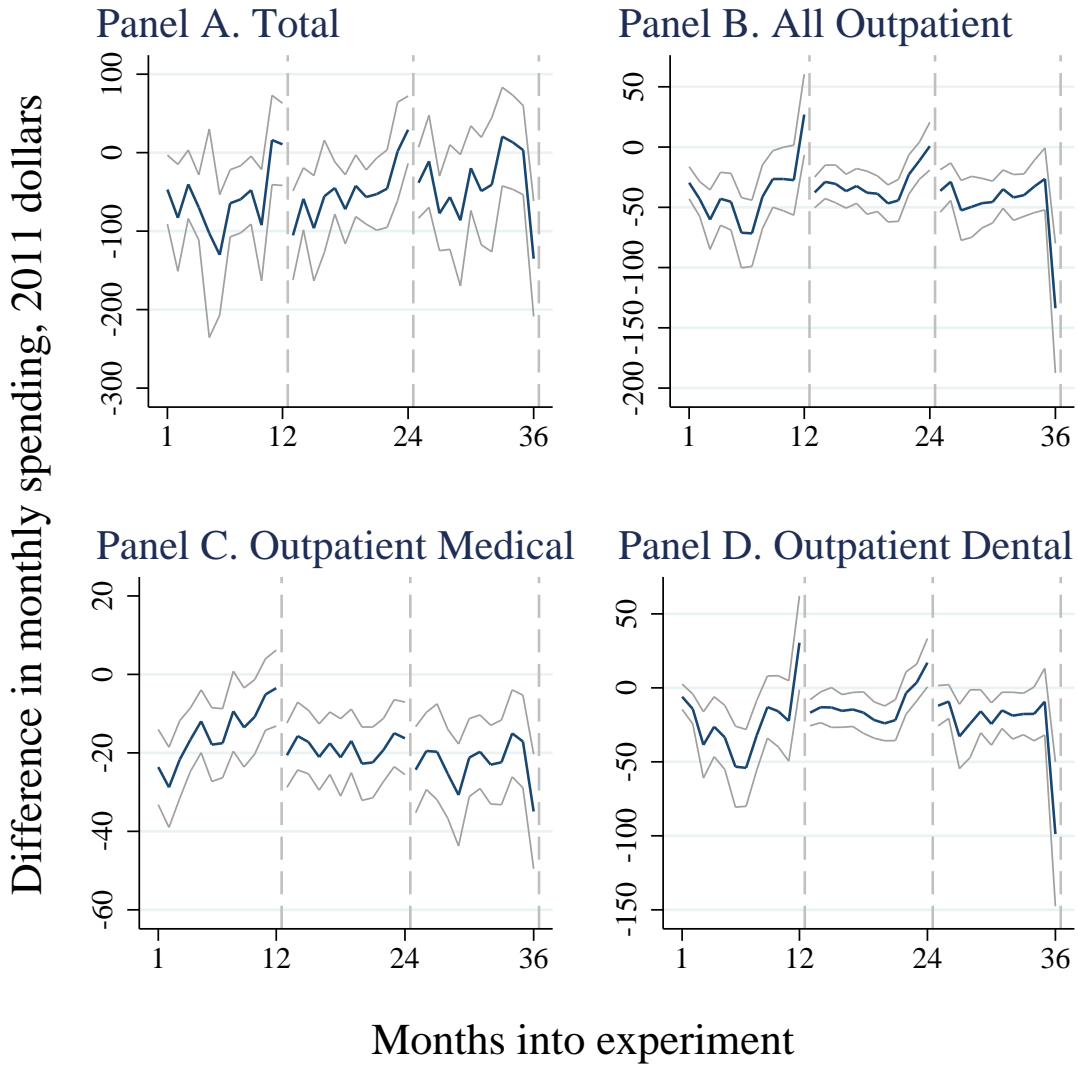 Difference in monthly spending, 2011 dollars
Panel A. Total
100
0
-100
-200
-300
1 12 24 36
Panel B. All Outpatient
50
0
-50
-100
-150
-200
1 12 24 36
Panel C. Outpatient Medical
20
0
-20
-40
-60
1 12 24 36
Panel D. Outpatient Dental
50
0
-50
-100
-150
1 12 24 36
Months into experiment